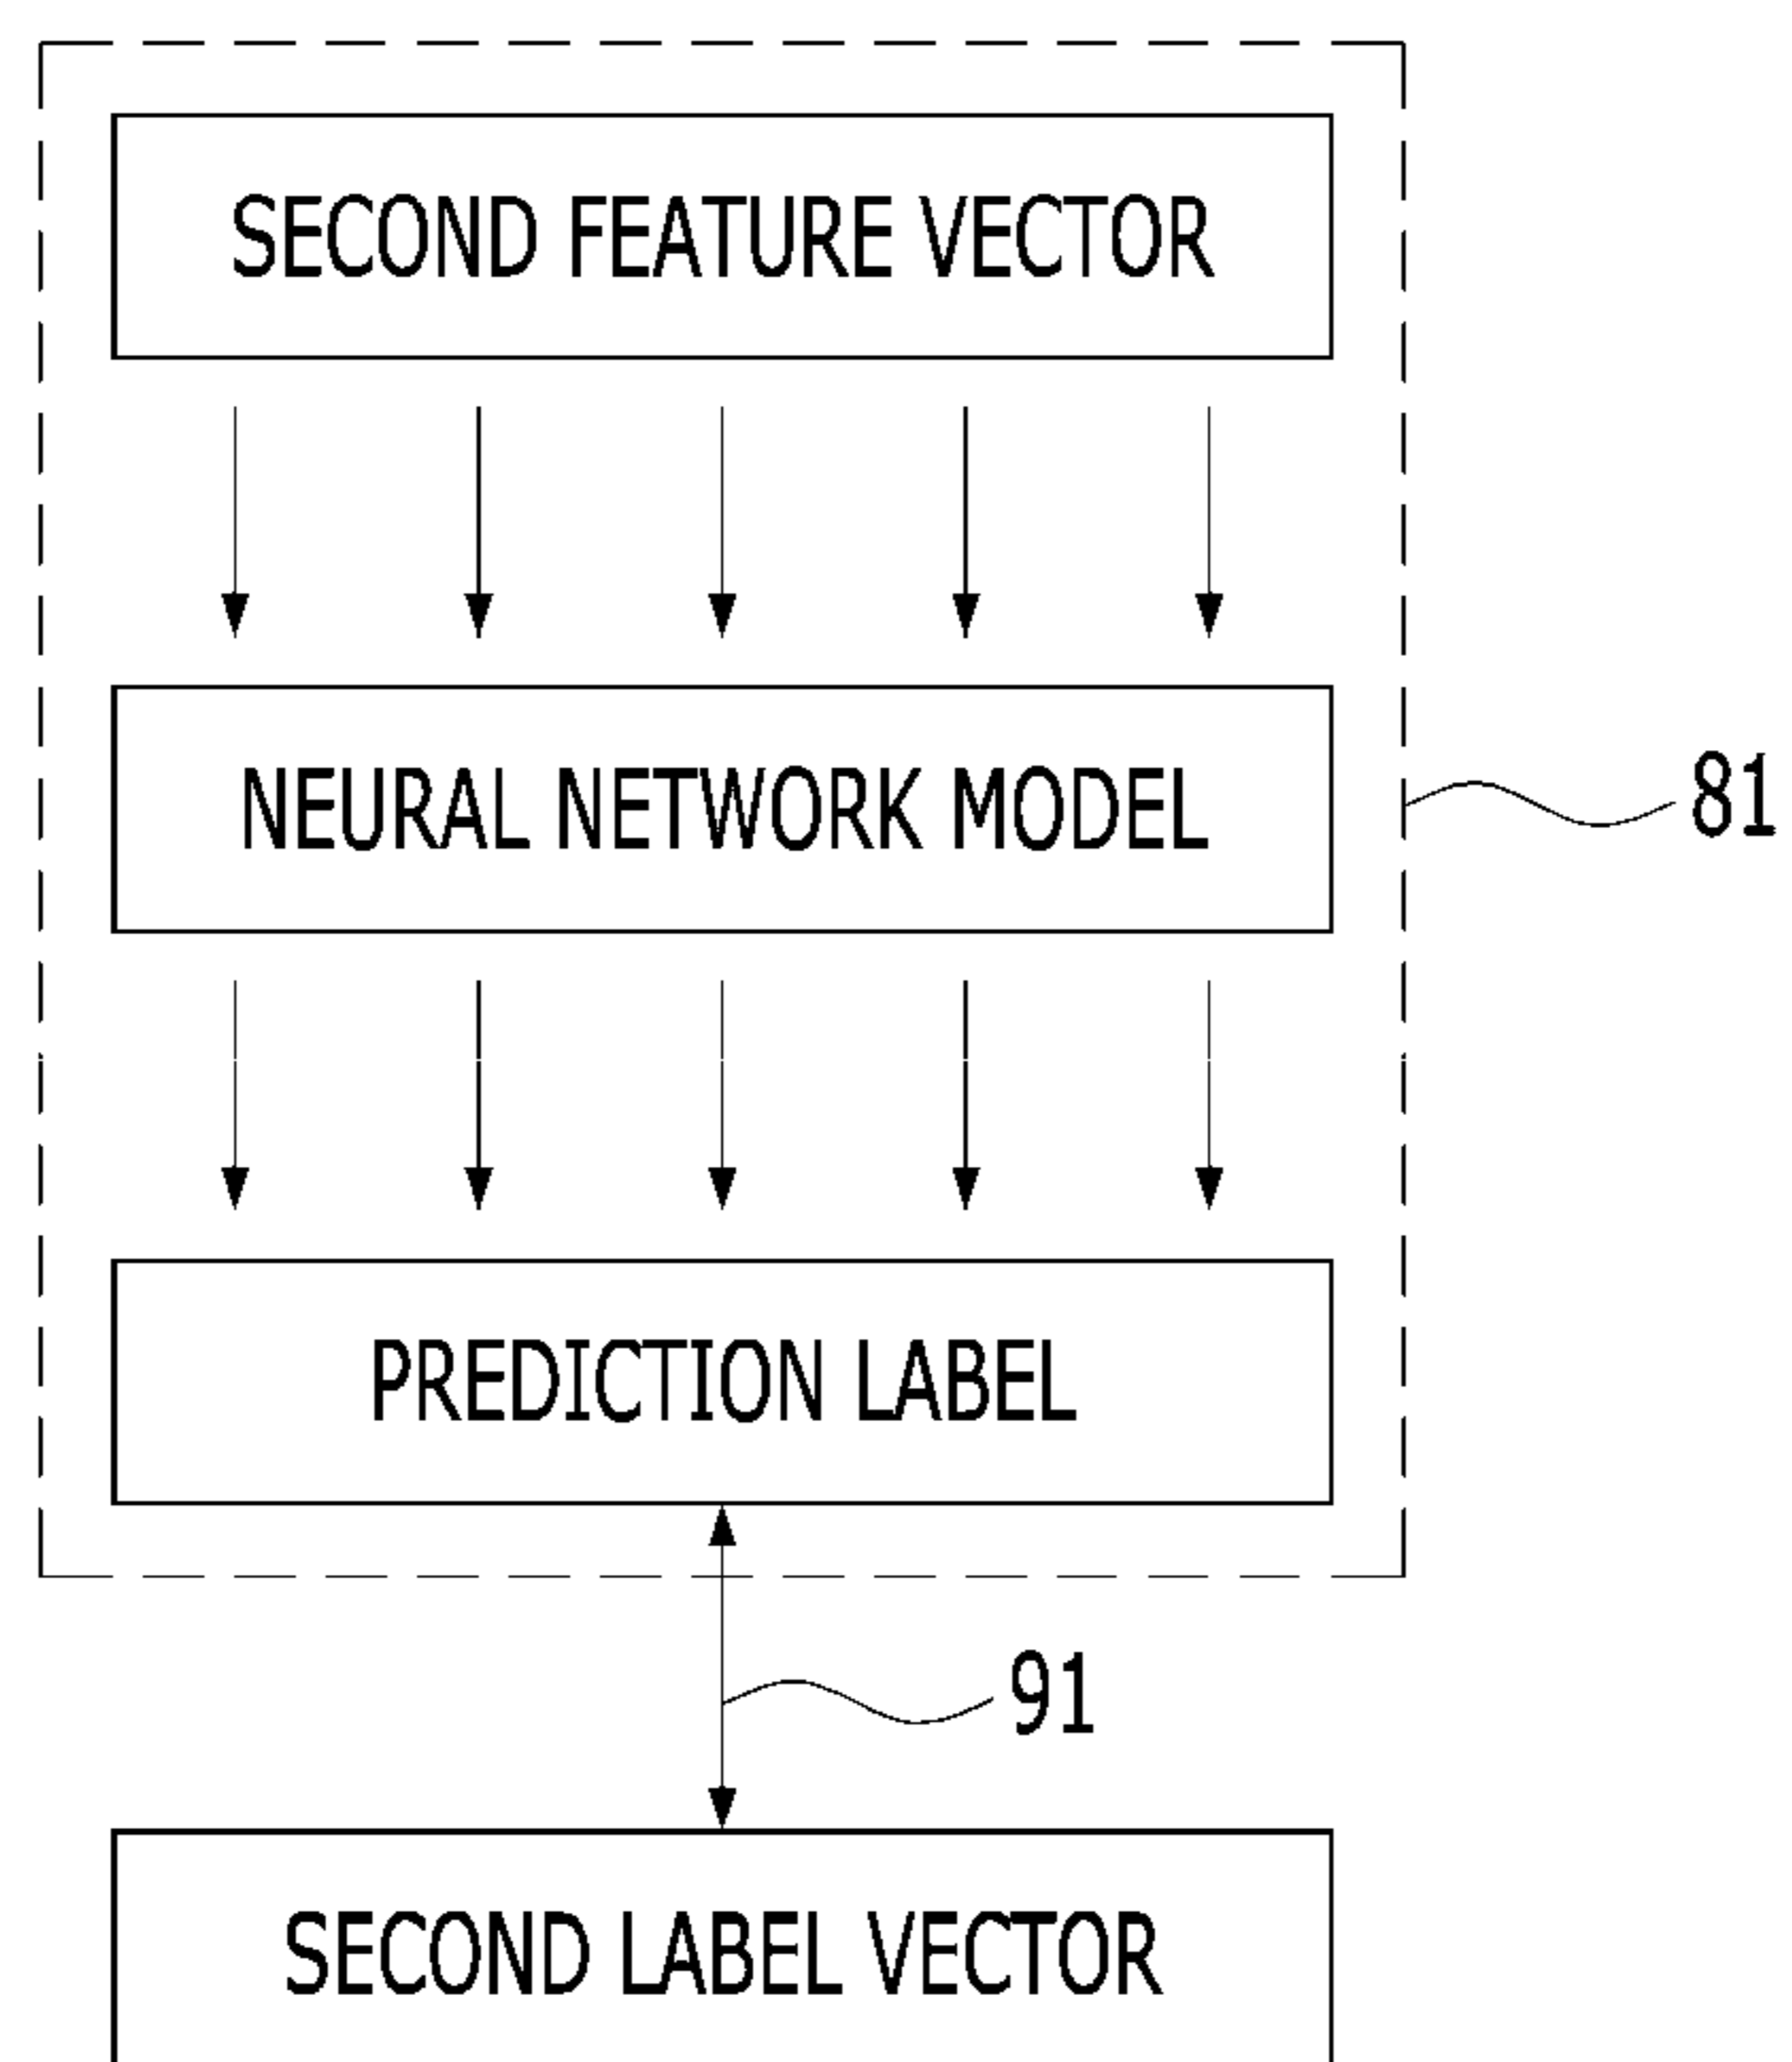 SECOND FEATURE VECTOR
NEURAL NETWORK MODEL
81
PREDICTION LABEL
91
SECOND LABEL VECTOR